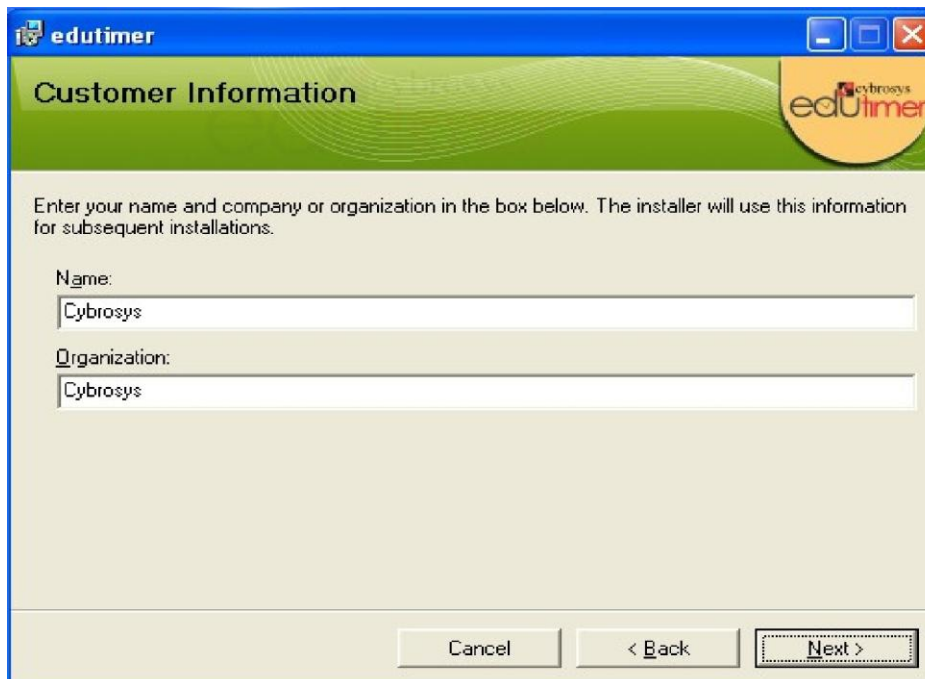 edutimer
Customer Information
cybrosys
edUtimer
Enter your name and company or organization in the box below. The installer will use this information
for subsequent installations.
Name:
Cybrosys
Organization:
Cybrosys
Cancel
< Back
Next >